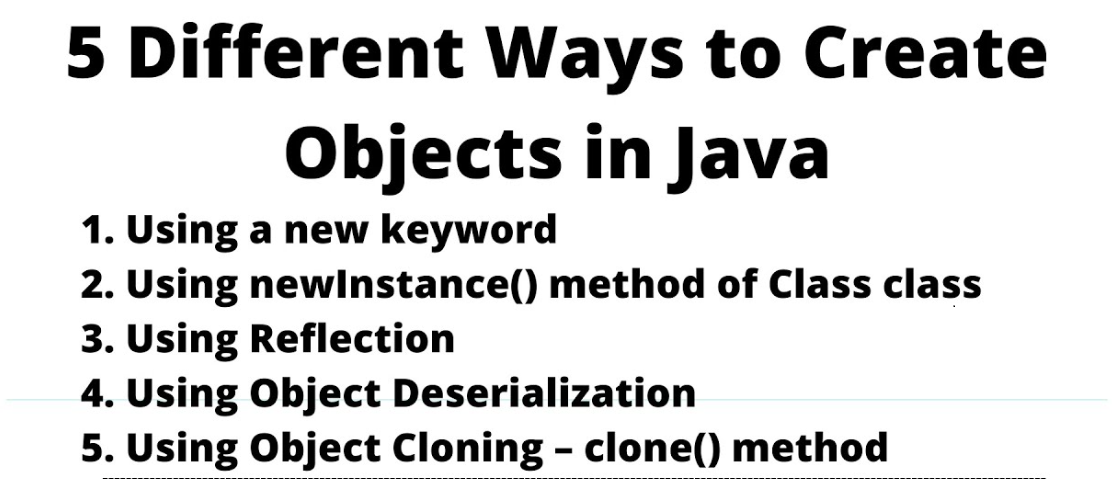 5 Different Ways to Create
Objects in Java
1. Using a new keyword
2. Using newInstance() method of Class class
3. Using Reflection
4. Using Object Deserialization
5. Using Object Cloning – clone() method